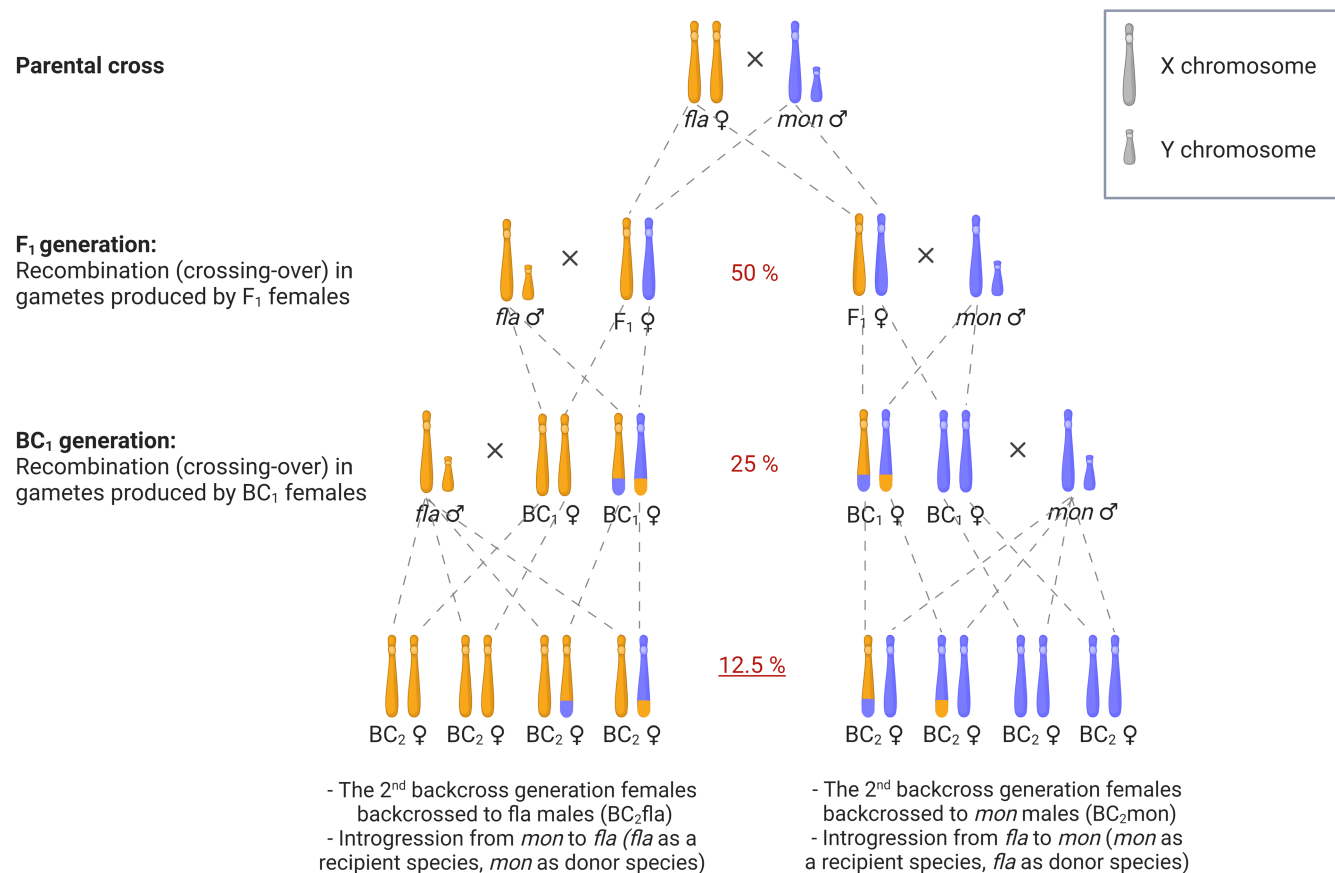 Parental cross
fla ♀
×
mon ♂
X chromosome
Y chromosome
F₁ generation:
Recombination (crossing-over) in
gametes produced by F₁ females
×
fla ♂
F₁ ♀
50 %
×
F₁ ♀
mon ♂
BC₁ generation:
Recombination (crossing-over) in
gametes produced by BC₁ females
×
fla ♂
BC₁ ♀
BC₁ ♀
25 %
×
BC₁ ♀
BC₁ ♀
mon ♂
12.5 %
BC₂ ♀
BC₂ ♀
BC₂ ♀
BC₂ ♀
BC₂ ♀
BC₂ ♀
BC₂ ♀
BC₂ ♀
- The 2nd backcross generation females
backcrossed to fla males (BC₂fla)
- Introgression from mon to fla (fla as a
recipient species, mon as donor species)
- The 2nd backcross generation females
backcrossed to mon males (BC₂mon)
- Introgression from fla to mon (mon as
a recipient species, fla as donor species)